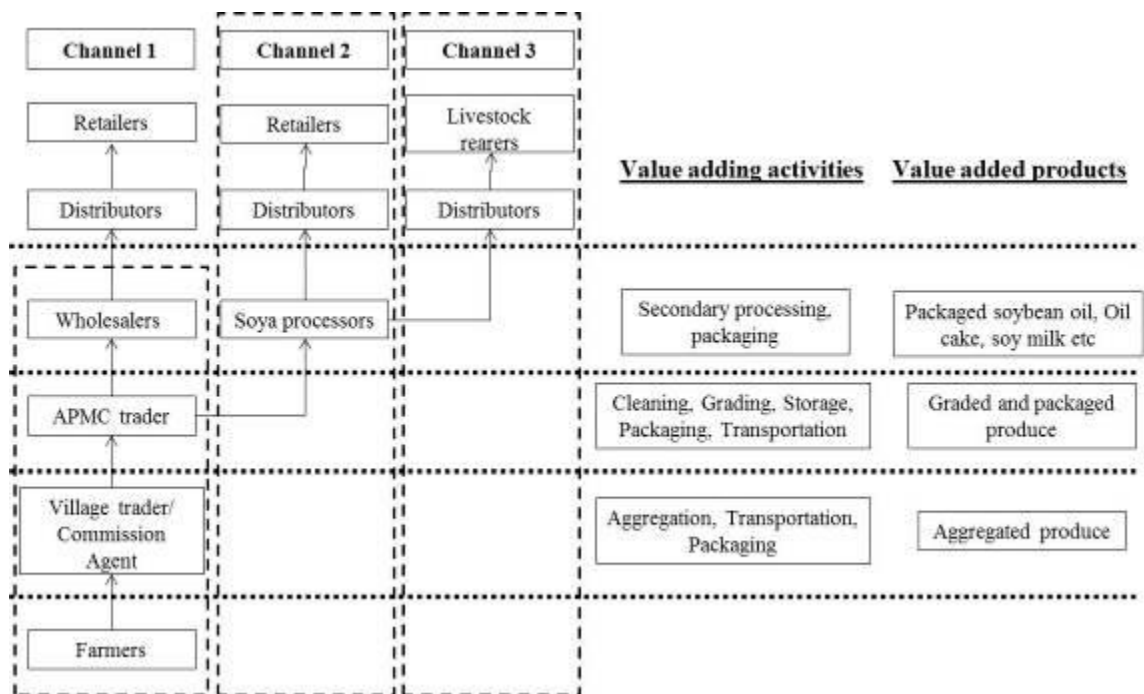 Channel 1
Channel 2
Channel 3
Retailers
Retailers
Livestock
rearers
Value adding activities
Value added products
Distributors
Distributors
Distributors
Wholesalers
Soya processors
Secondary processing,
packaging
Packaged soybean oil, Oil
cake, soy milk etc
APMC trader
Cleaning, Grading, Storage,
Packaging, Transportation
Graded and packaged
produce
Village trader/
Commission
Agent
Aggregation, Transportation,
Packaging
Aggregated produce
Farmers